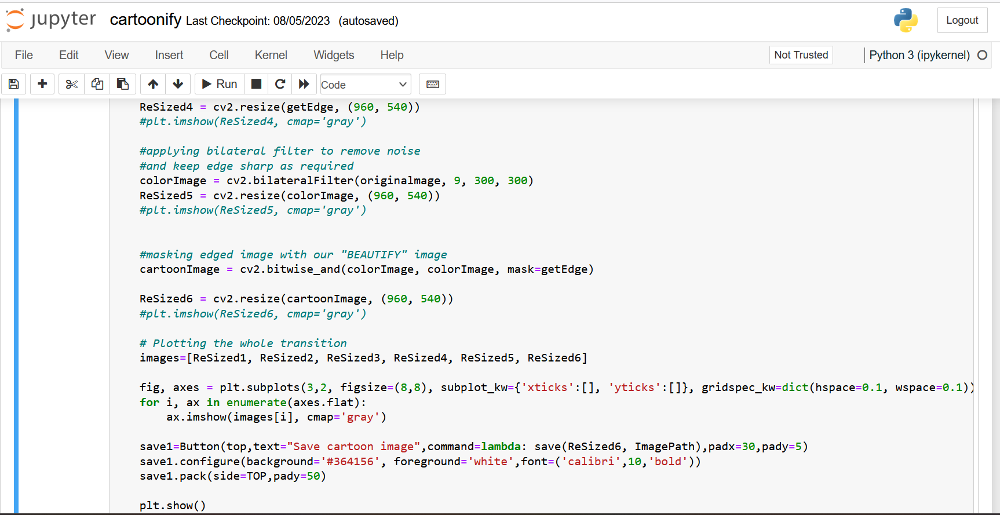 jupyter cartoonify Last Checkpoint: 08/05/2023 (autosaved) Logout
File Edit View Insert Cell Kernel Widgets Help Not Trusted Python 3 (ipykernel)
Run Code
ReSized4 = cv2.resize(getEdge, (960, 540))
#plt.imshow(ReSized4, cmap='gray')
#applying bilateral filter to remove noise
#and keep edge sharp as required
colorImage = cv2.bilateralFilter(originalmage, 9, 300, 300)
ReSized5 = cv2.resize(colorImage, (960, 540))
#plt.imshow(ReSized5, cmap='gray')
#masking edged image with our "BEAUTIFY" image
cartoonImage = cv2.bitwise_and(colorImage, colorImage, mask=getEdge)
ReSized6 = cv2.resize(cartoonImage, (960, 540))
#plt.imshow(ReSized6, cmap='gray')
# Plotting the whole transition
images=[ReSized1, ReSized2, ReSized3, ReSized4, ReSized5, ReSized6]
fig, axes = plt.subplots(3,2, figsize=(8,8), subplot_kw={'xticks':[], 'yticks':[]}, gridspec_kw=dict(hspace=0.1, wspace=0.1))
for i, ax in enumerate(axes.flat):
    ax.imshow(images[i], cmap='gray')
save1=Button(top,text="Save cartoon image",command=lambda: save(ReSized6, ImagePath),padx=30,pady=5)
save1.configure(background='#364156', foreground='white',font=('calibri',10,'bold'))
save1.pack(side=TOP,pady=50)
plt.show()